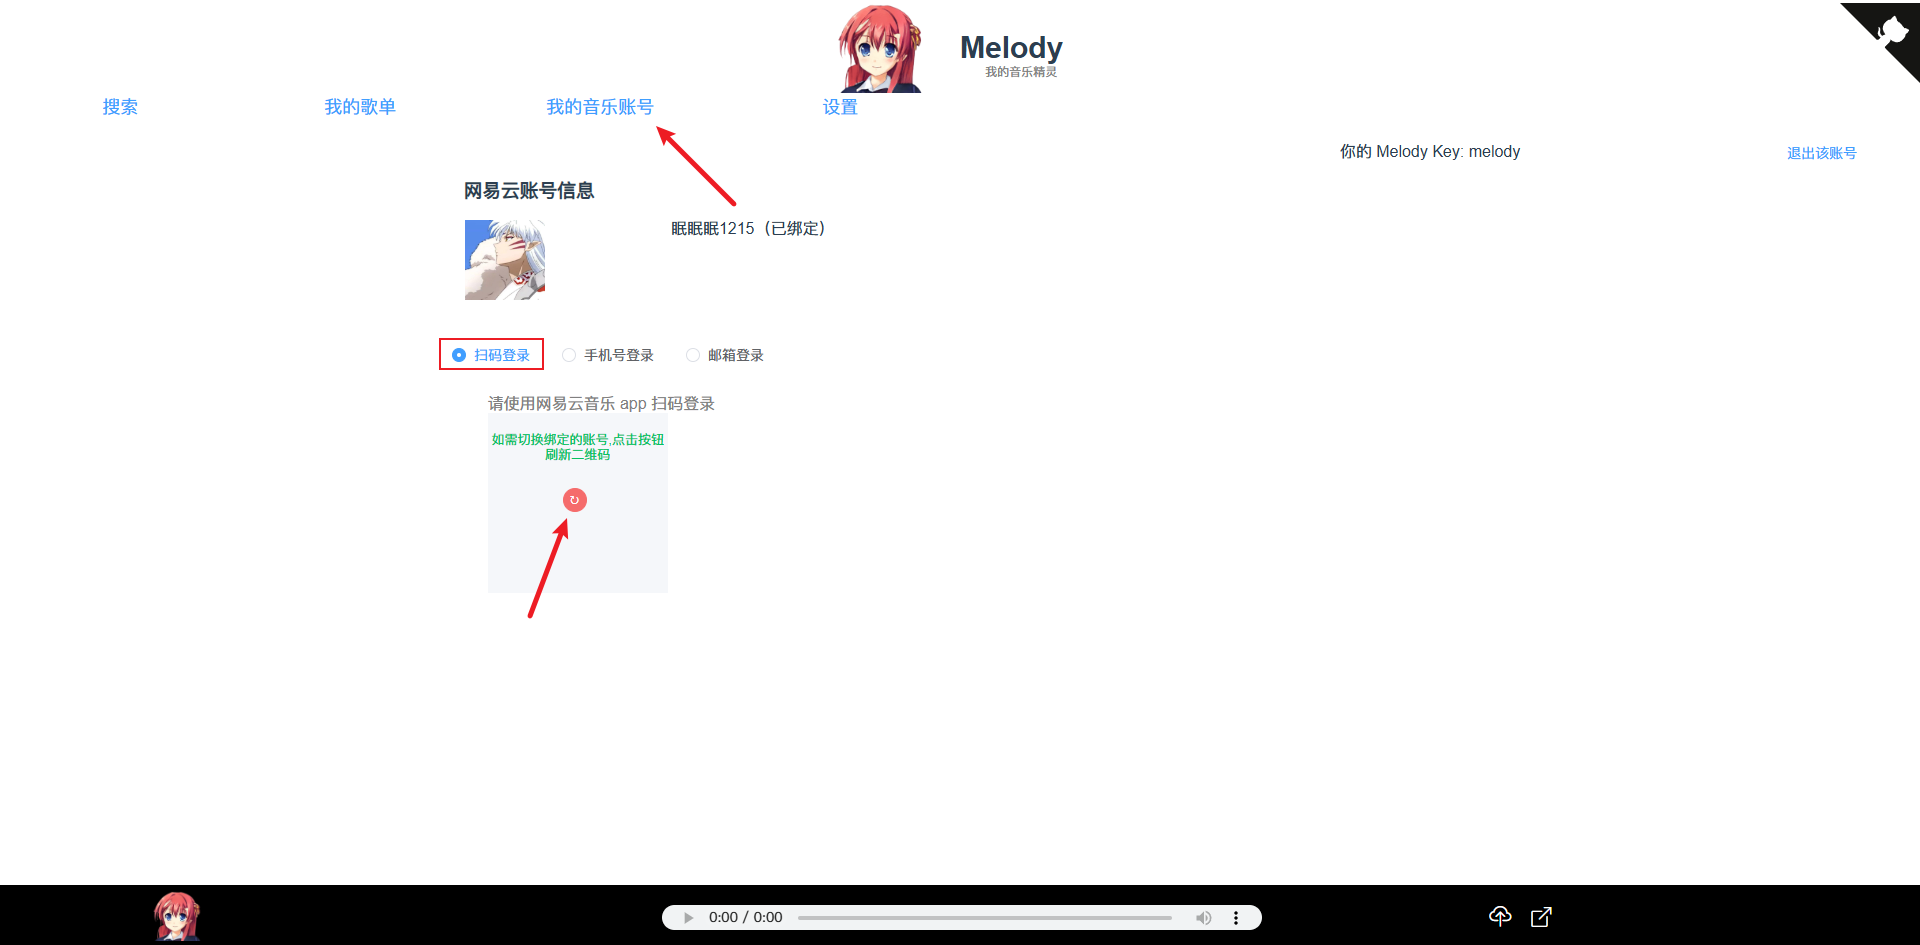 Melody
我的音乐精灵
搜索
我的歌单
我的音乐账号
设置
你的 Melody Key: melody
退出该账号
网易云账号信息
眠眠眠1215（已绑定）
扫码登录
手机号登录
邮箱登录
请使用网易云音乐 app 扫码登录
如需切换绑定的账号,点击按钮
刷新二维码
0:00 / 0:00